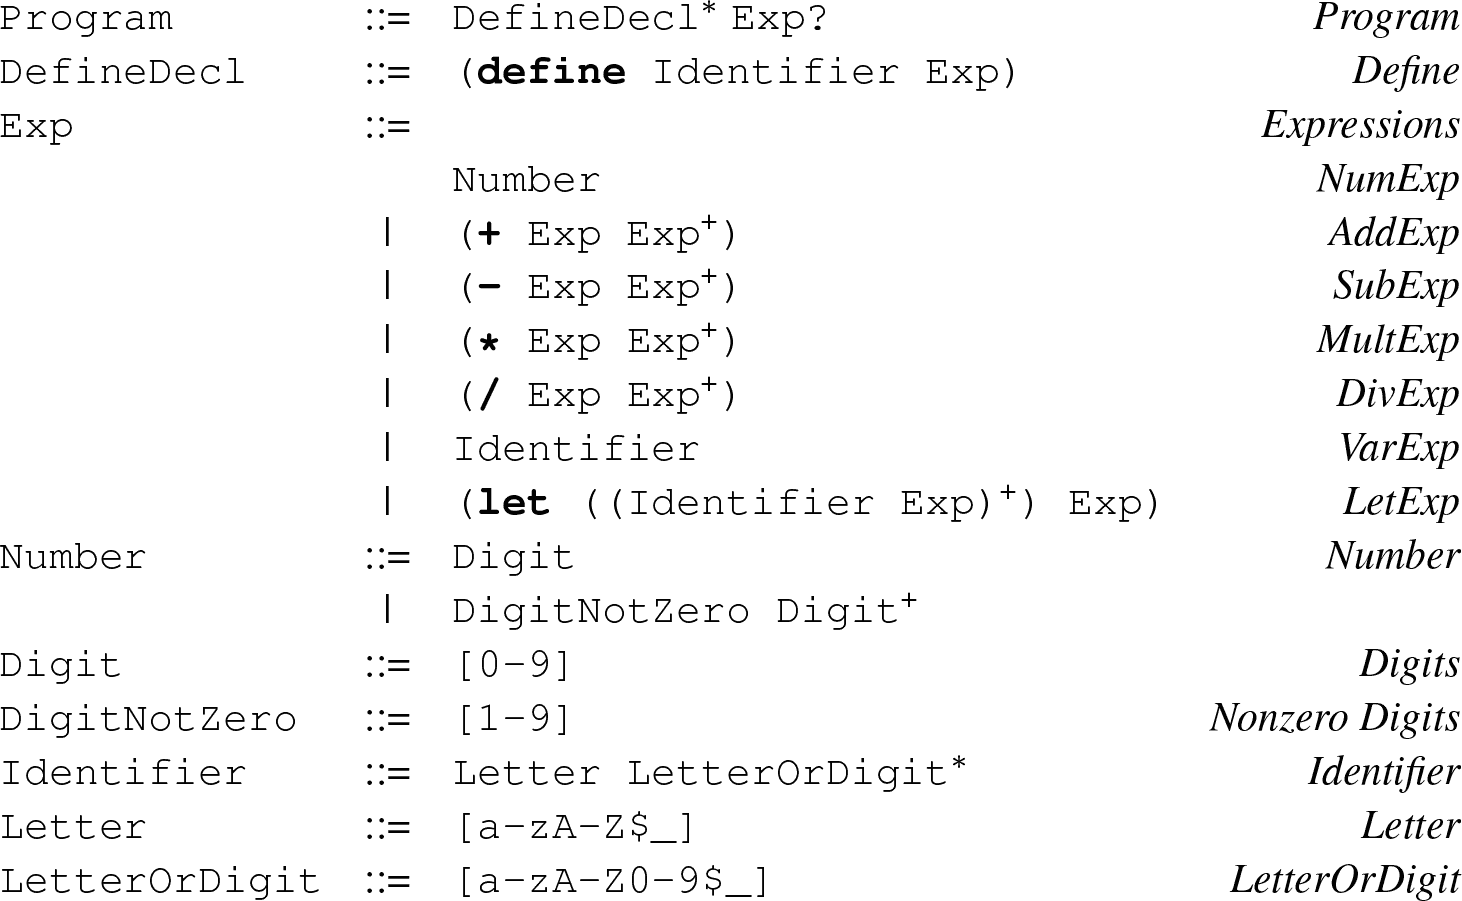 Program ::= DefineDecl* Exp? Program
DefineDecl ::= (define Identifier Exp) Define
Exp ::= Expressions
Number NumExp
| (+ Exp Exp+) AddExp
| (- Exp Exp+) SubExp
| (* Exp Exp+) MultExp
| (/ Exp Exp+) DivExp
| Identifier VarExp
| (let ((Identifier Exp)+) Exp) LetExp
Number ::= Digit Number
| DigitNotZero Digit+
Digit ::= [0-9] Digits
DigitNotZero ::= [1-9] Nonzero Digits
Identifier ::= Letter LetterOrDigit* Identifier
Letter ::= [a-zA-Z$_] Letter
LetterOrDigit ::= [a-zA-Z0-9$_] LetterOrDigit